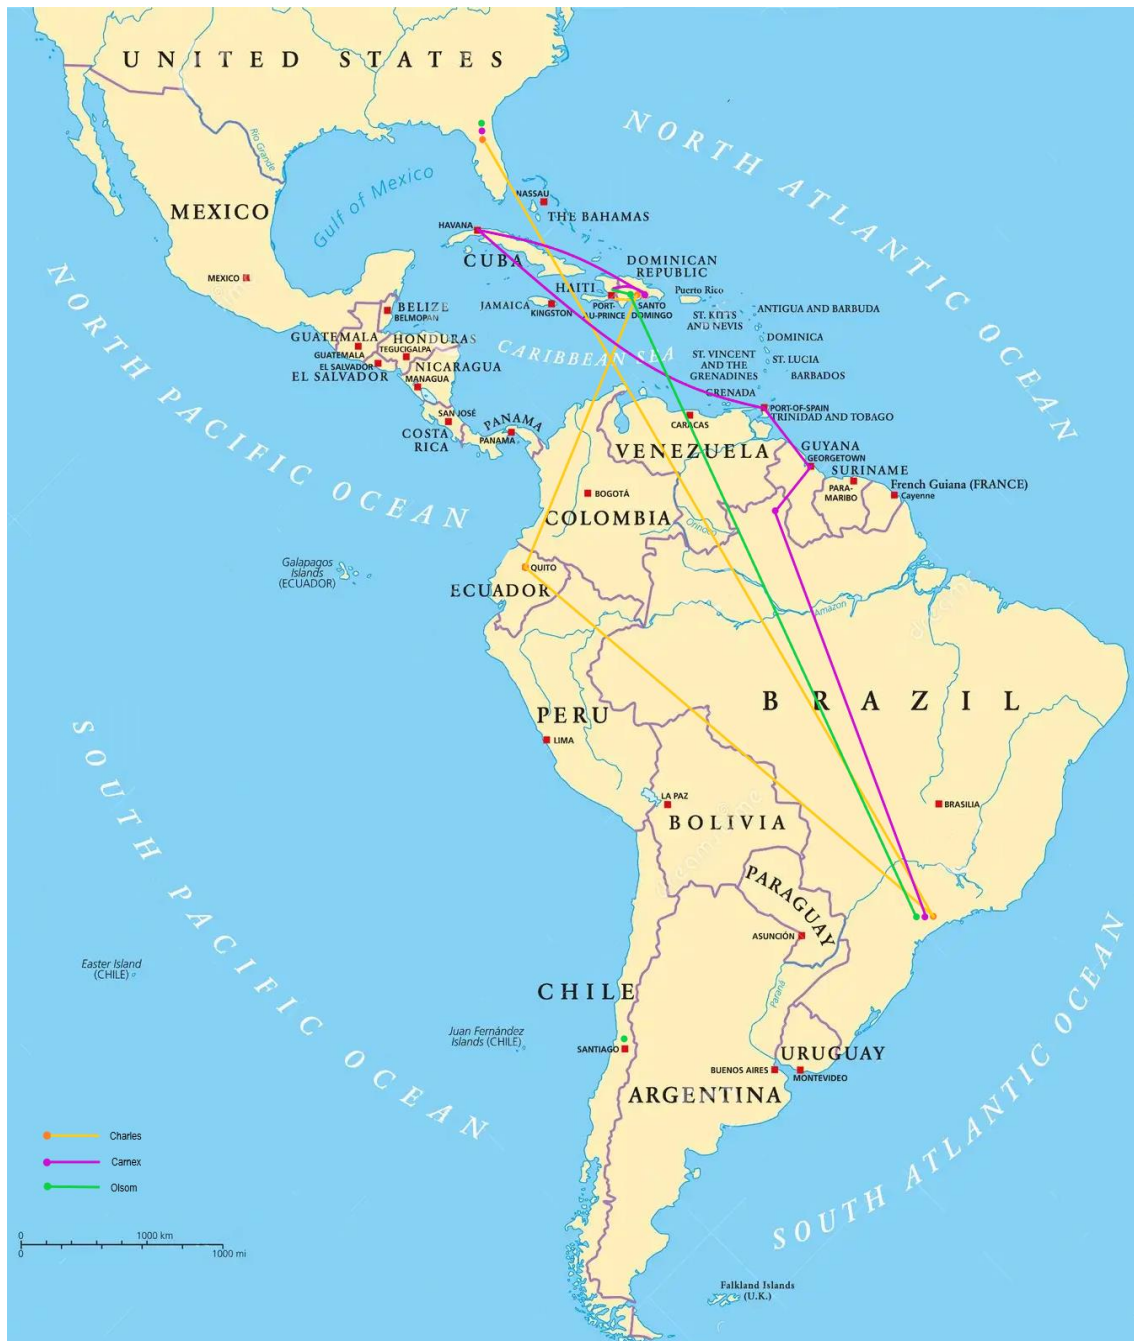 UNITED STATES
NORTH ATLANTIC OCEAN
Rio Grande
Gulf of Mexico
MEXICO
MEXICO
NASSAU
THE BAHAMAS
HAVANA
CUBA
DOMINICAN
REPUBLIC
HAITI
Puerto Rico
JAMAICA
KINGSTON
PORT-
AU-PRINCE
SANTO
DOMINGO
ST. KITTS
AND NEVIS
ANTIGUA AND BARBUDA
DOMINICA
ST. VINCENT
AND THE
GRENADINES
ST. LUCIA
BARBADOS
GRENADA
CARIBBEAN SEA
BELIZE
BELMOPAN
GUATEMALA
GUATEMALA
HONDURAS
TEGUCIGALPA
EL SALVADOR
EL SALVADOR
NICARAGUA
MANAGUA
SAN JOSÉ
COSTA
RICA
PANAMA
PANAMA
NORTH PACIFIC OCEAN
CARACAS
PORT-OF-SPAIN
TRINIDAD AND TOBAGO
VENEZUELA
GUYANA
GEORGETOWN
SURINAME
PARA-
MARIBO
French Guiana (FRANCE)
Cayenne
BOGOTÁ
COLOMBIA
Orinoco
Galapagos
Islands
(ECUADOR)
QUITO
ECUADOR
Amazon
BRAZIL
PERU
LIMA
LA PAZ
BOLIVIA
BRASILIA
PARAGUAY
ASUNCIÓN
SOUTH PACIFIC OCEAN
Easter Island
(CHILE)
CHILE
Paraná
Juan Fernández
Islands (CHILE)
SANTIAGO
URUGUAY
BUENOS AIRES
MONTEVIDEO
ARGENTINA
SOUTH ATLANTIC OCEAN
Charles
Carnex
Olsom
0
1000 km
0
1000 mi
Falkland Islands
(U.K.)